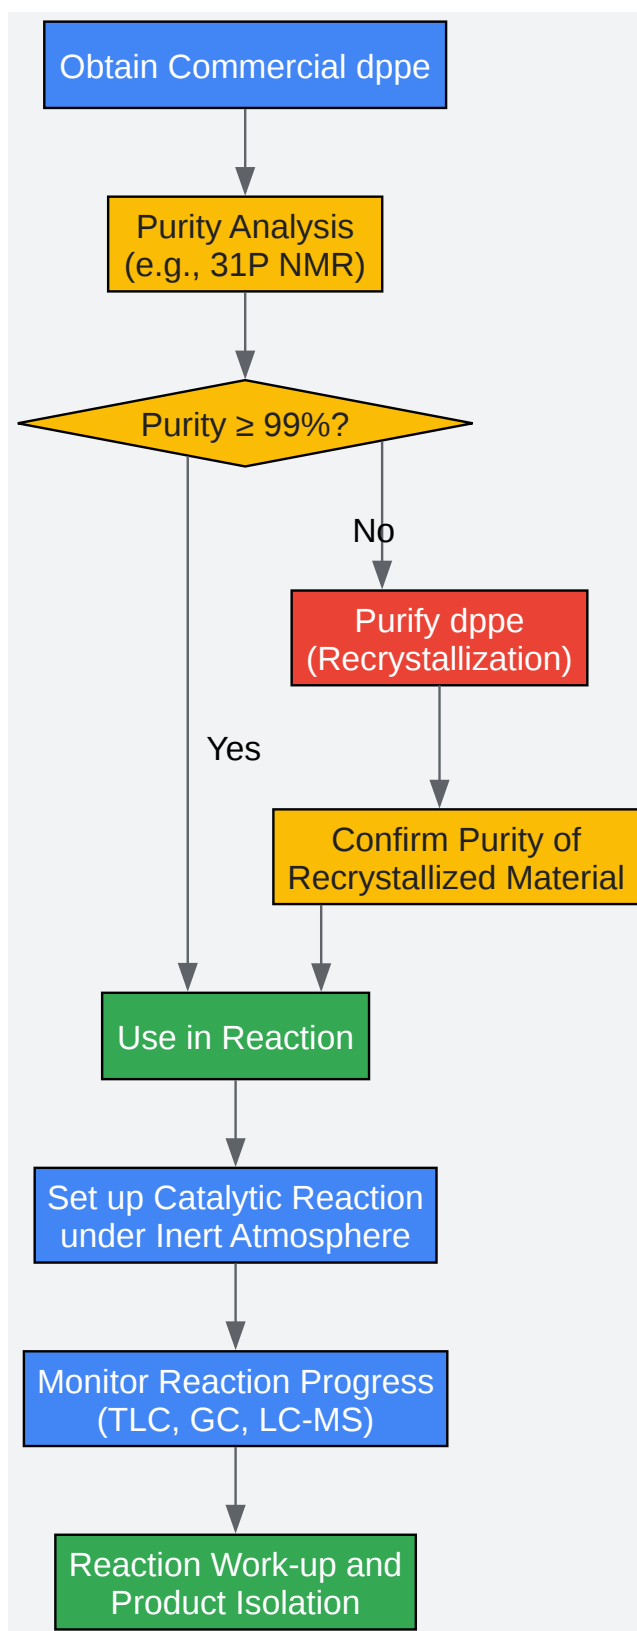 Obtain Commercial dppe
Purity Analysis
(e.g., 31P NMR)
Purity ≥ 99%?
No
Purify dppe
(Recrystallization)
Yes
Confirm Purity of
Recrystallized Material
Use in Reaction
Set up Catalytic Reaction
under Inert Atmosphere
Monitor Reaction Progress
(TLC, GC, LC-MS)
Reaction Work-up and
Product Isolation